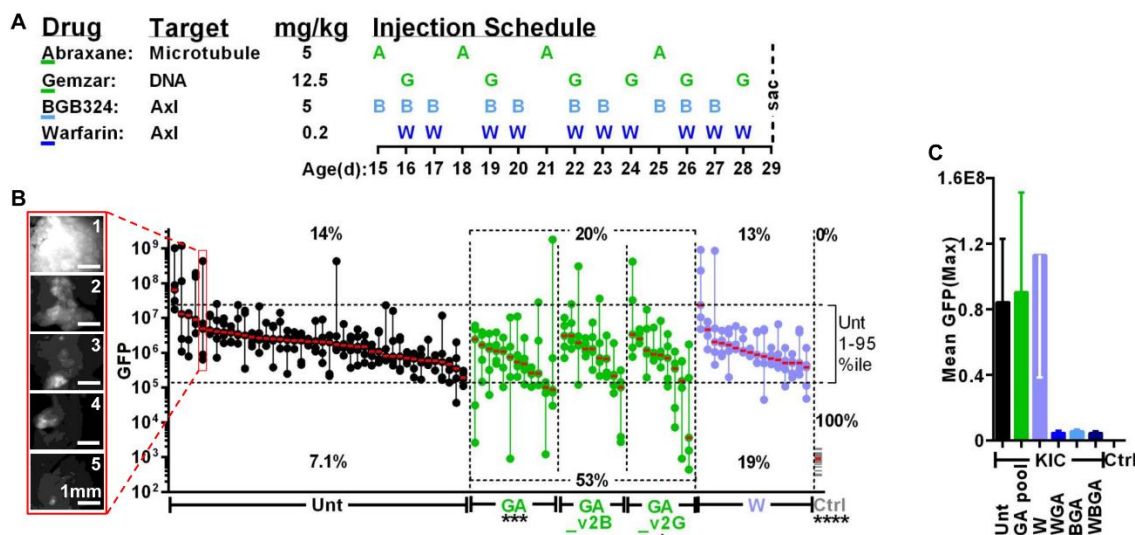 A
Drug Target mg/kg Injection Schedule
Abraxane: Microtubule 5 A A A A
Gemzar: DNA 12.5 G G G G G G
BGB324: Axl 5 B B B B B B B B B B
Warfarin: Axl 0.2 W W W W W W W W W W
sac
Age(d): 15 16 17 18 19 20 21 22 23 24 25 26 27 28 29
B
1
2
3
4
5
1mm
GFP
10^9
10^8
10^7
10^6
10^5
10^4
10^3
10^2
14% 20% 13% 0%
Unt
1-95
%ile
100%
7.1% 53% 19%
Unt GA GA GA W Ctrl
*** _v2B _v2G ****
C
Mean GFP(Max)
1.6E8
1.2
0.8
0.4
0
KIC Ctrl
Unt
GA pool
W
WGA
BGA
WBGA